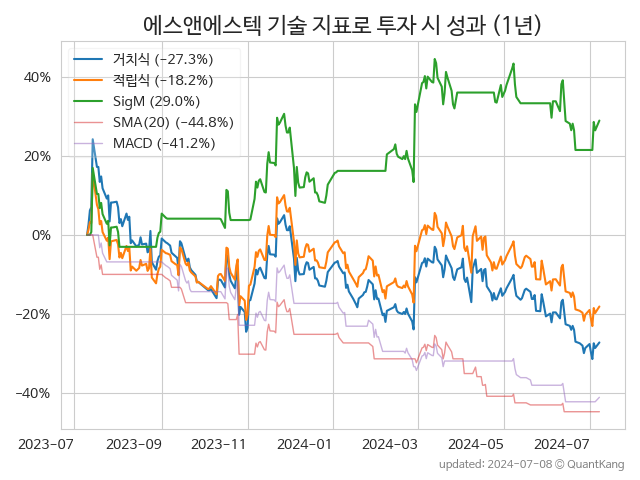 에스앤에스텍 기술 지표로 투자 시 성과 (1년)
거치식 (−27.3%)
적립식 (−18.2%)
SigM (29.0%)
SMA(20) (−44.8%)
MACD (−41.2%)
40%
20%
0%
−20%
−40%
2023-07 2023-09 2023-11 2024-01 2024-03 2024-05 2024-07
updated: 2024-07-08 © QuantKang